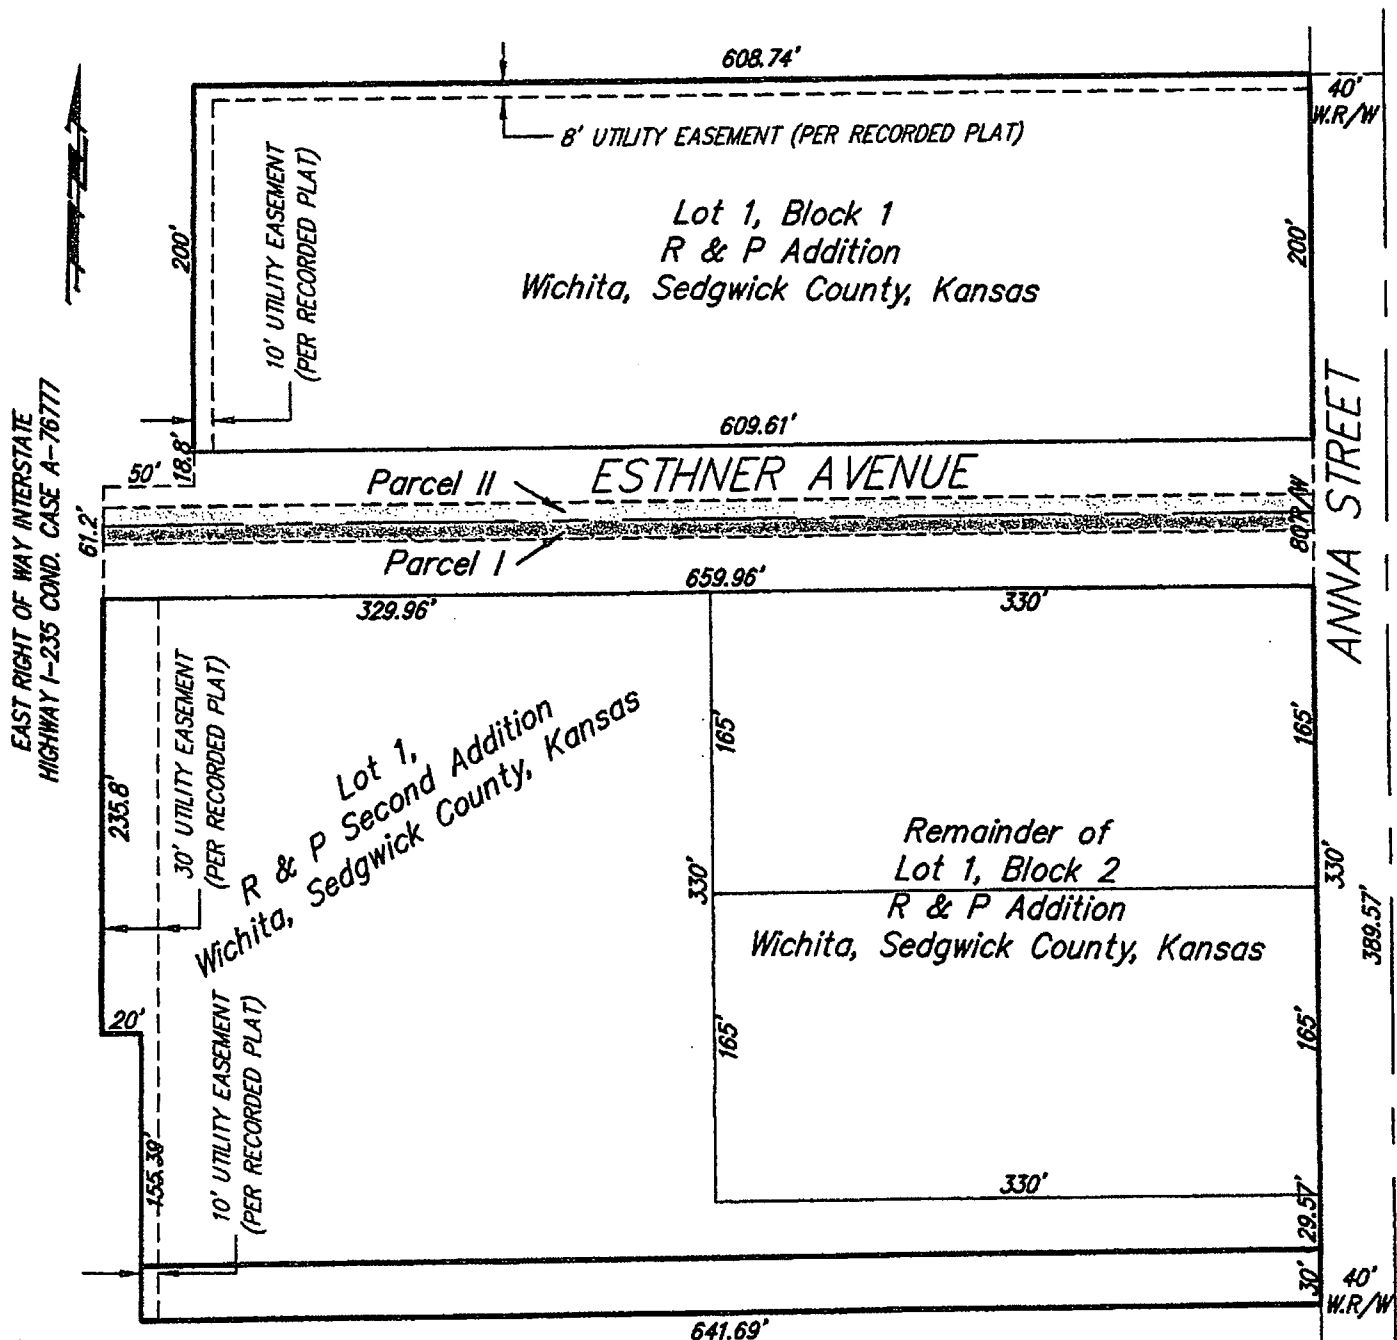 608.74'
40'
W.R/W
8' UTILITY EASEMENT (PER RECORDED PLAT)
10' UTILITY EASEMENT
(PER RECORDED PLAT)
200'
Lot 1, Block 1
R & P Addition
Wichita, Sedgwick County, Kansas
200'
EAST RIGHT OF WAY INTERSTATE
HIGHWAY I-235 COND. CASE A-76777
609.61'
18.8'
50'
ESTHNER AVENUE
Parcel II
61.2'
80' R/W
ANNA STREET
Parcel I
659.96'
329.96'
330'
30' UTILITY EASEMENT
(PER RECORDED PLAT)
235.8'
Lot 1,
R & P Second Addition
Wichita, Sedgwick County, Kansas
165'
165'
Remainder of
Lot 1, Block 2
R & P Addition
Wichita, Sedgwick County, Kansas
330'
330'
389.57'
20'
10' UTILITY EASEMENT
(PER RECORDED PLAT)
165'
165'
155.39'
330'
29.57'
30'
40'
W.R/W
641.69'